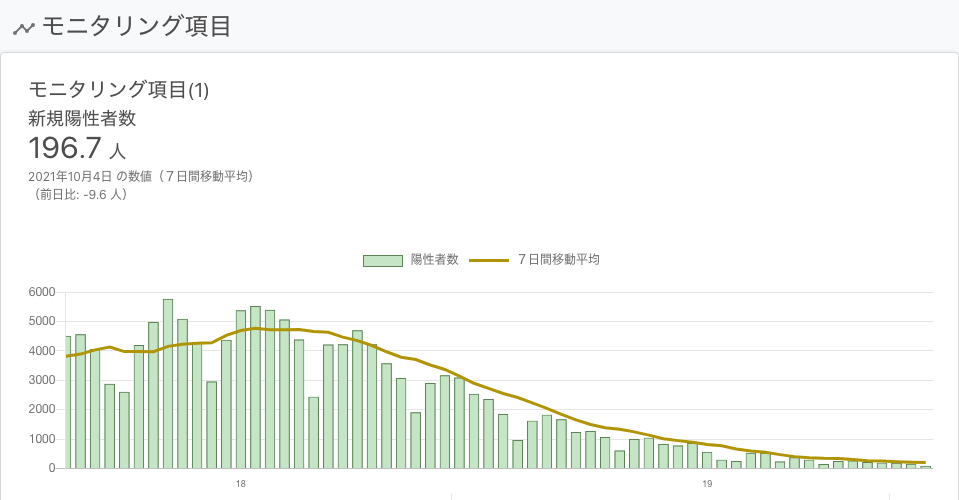 モニタリング項目
モニタリング項目(1)
新規陽性者数
196.7 人
2021年10月4日 の数値（７日間移動平均）
（前日比: -9.6 人）
陽性者数 ７日間移動平均
6000
5000
4000
3000
2000
1000
0
18 19